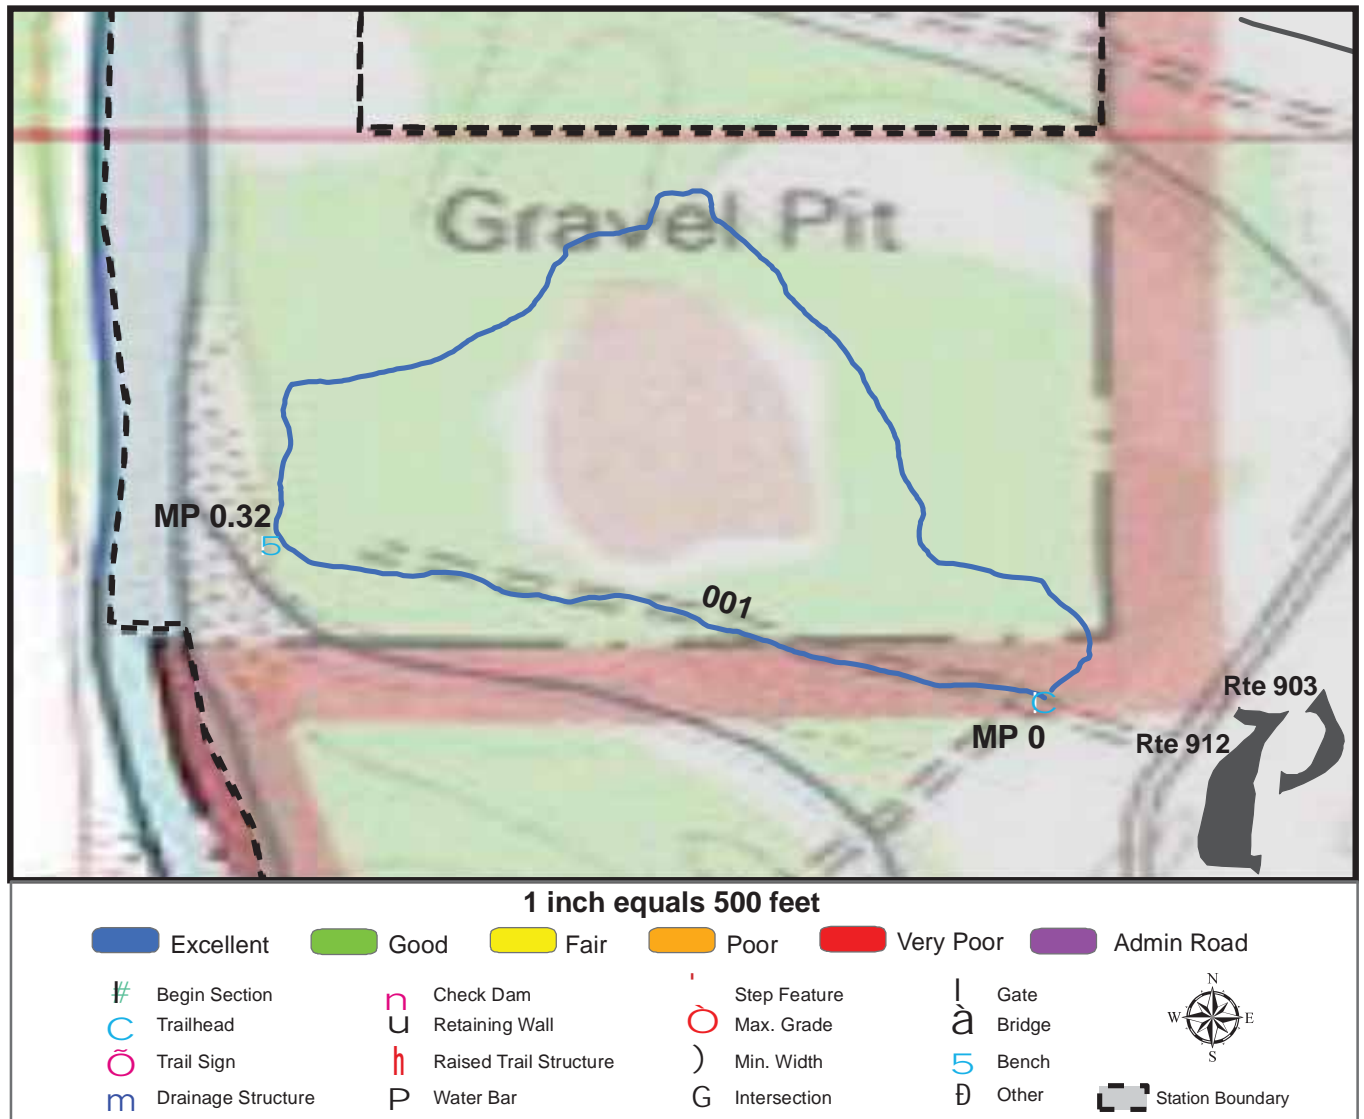 Gravel Pit
MP 0.32
5
001
C
MP 0
Rte 903
Rte 912
1 inch equals 500 feet
Excellent Good Fair Poor Very Poor Admin Road
# Begin Section n Check Dam ' Step Feature l Gate
C Trailhead u Retaining Wall Ò Max. Grade à Bridge
Õ Trail Sign h Raised Trail Structure ) Min. Width 5 Bench
m Drainage Structure P Water Bar G Intersection Ð Other Station Boundary
N
W E
S